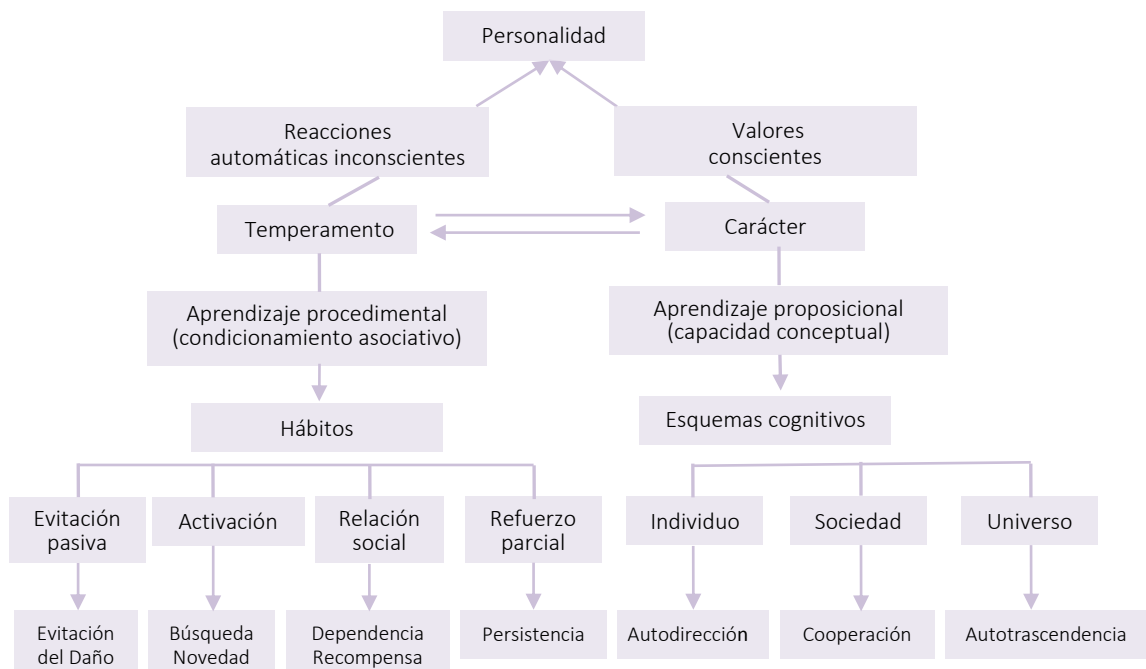 Personalidad
Reacciones
automáticas inconscientes
Valores
conscientes
Temperamento
Carácter
Aprendizaje procedimental
(condicionamiento asociativo)
Aprendizaje proposicional
(capacidad conceptual)
Hábitos
Esquemas cognitivos
Evitación
pasiva
Activación
Relación
social
Refuerzo
parcial
Individuo
Sociedad
Universo
Evitación
del Daño
Búsqueda
Novedad
Dependencia
Recompensa
Persistencia
Autodirección
Cooperación
Autotrascendencia